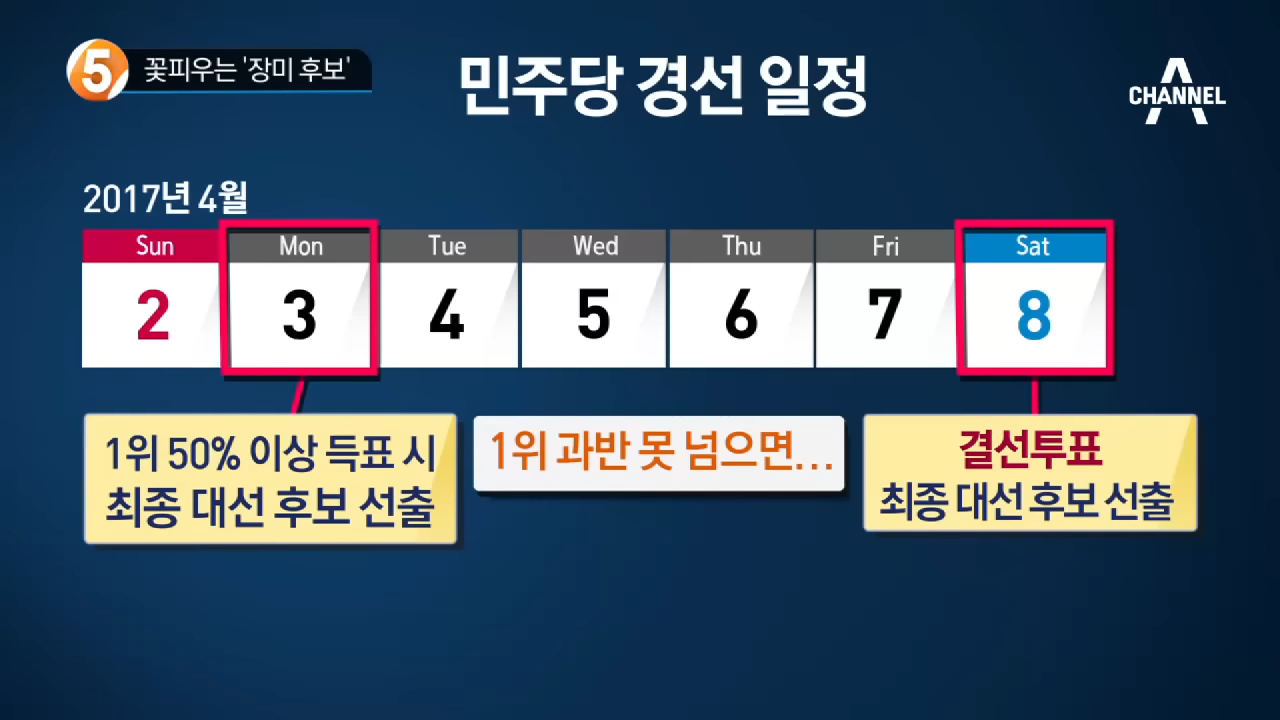 5 꽃피우는 '장미 후보'
민주당 경선 일정
CHANNEL A
2017년 4월
Sun Mon Tue Wed Thu Fri Sat
2 3 4 5 6 7 8
1위 50% 이상 득표 시
최종 대선 후보 선출
1위 과반 못 넘으면...
결선투표
최종 대선 후보 선출